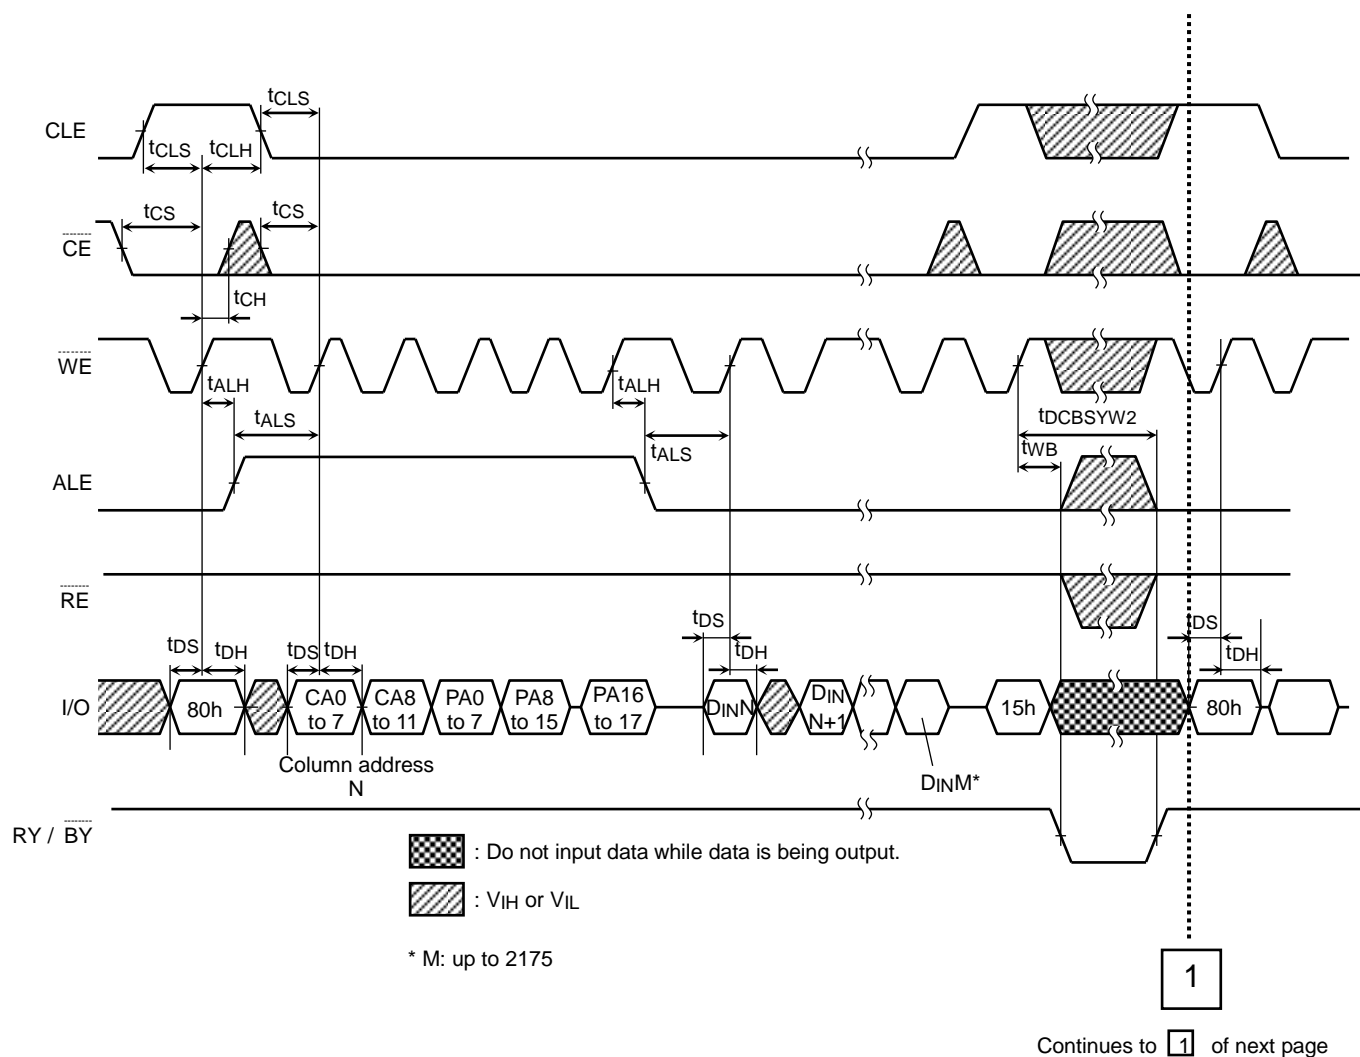 tCLS
CLE
tCLS tCLH
tCS tCS
CE
tCH
WE
tALH tALH
tALS tDCBSYW2
tALS tWB
ALE
RE
tDS tDS
tDS tDH tDS tDH tDH tDH
I/O 80h CA0 to 7 CA8 to 11 PA0 to 7 PA8 to 15 PA16 to 17 DINN DIN N+1 15h 80h
Column address
N
DINM*
RY / BY
: Do not input data while data is being output.
: VIH or VIL
* M: up to 2175
1
Continues to 1 of next page